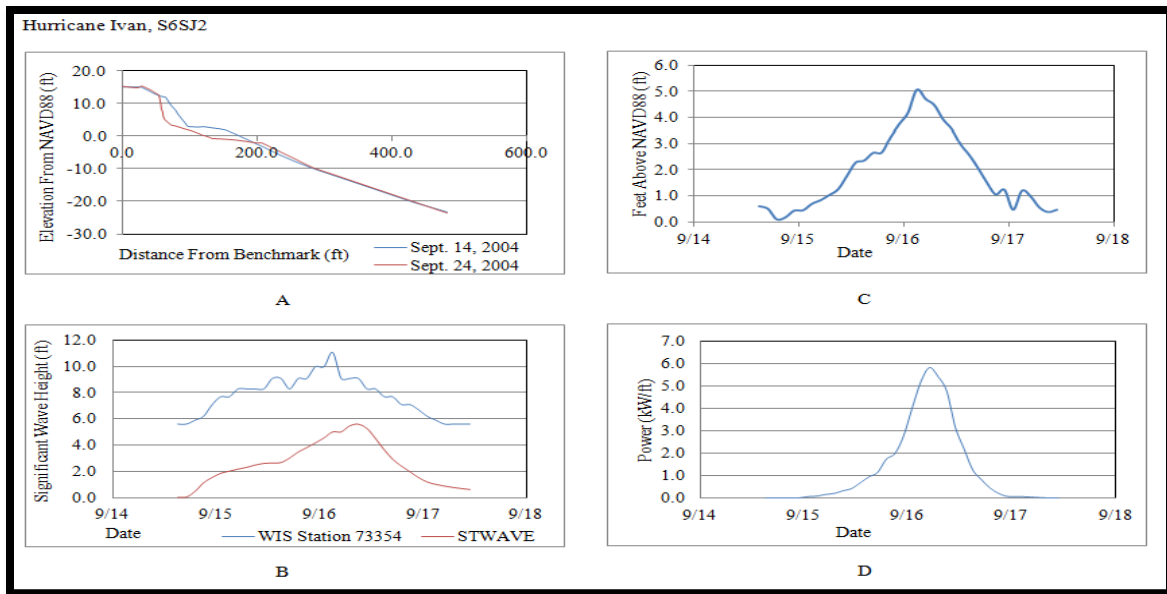 Hurricane Ivan, S6SJ2
Elevation From NAVD88 (ft)
20.0
10.0
0.0
-10.0
-20.0
-30.0
0.0 200.0 400.0 600.0
Distance From Benchmark (ft)
Sept. 14, 2004
Sept. 24, 2004
A
Feet Above NAVD88 (ft)
6.0
5.0
4.0
3.0
2.0
1.0
0.0
9/14 9/15 9/16 9/17 9/18
Date
C
Significant Wave Height (ft)
12.0
10.0
8.0
6.0
4.0
2.0
0.0
9/14 9/15 9/16 9/17 9/18
Date
WIS Station 73354 STWAVE
B
Power (kW/ft)
7.0
6.0
5.0
4.0
3.0
2.0
1.0
0.0
9/14 9/15 9/16 9/17 9/18
Date
D